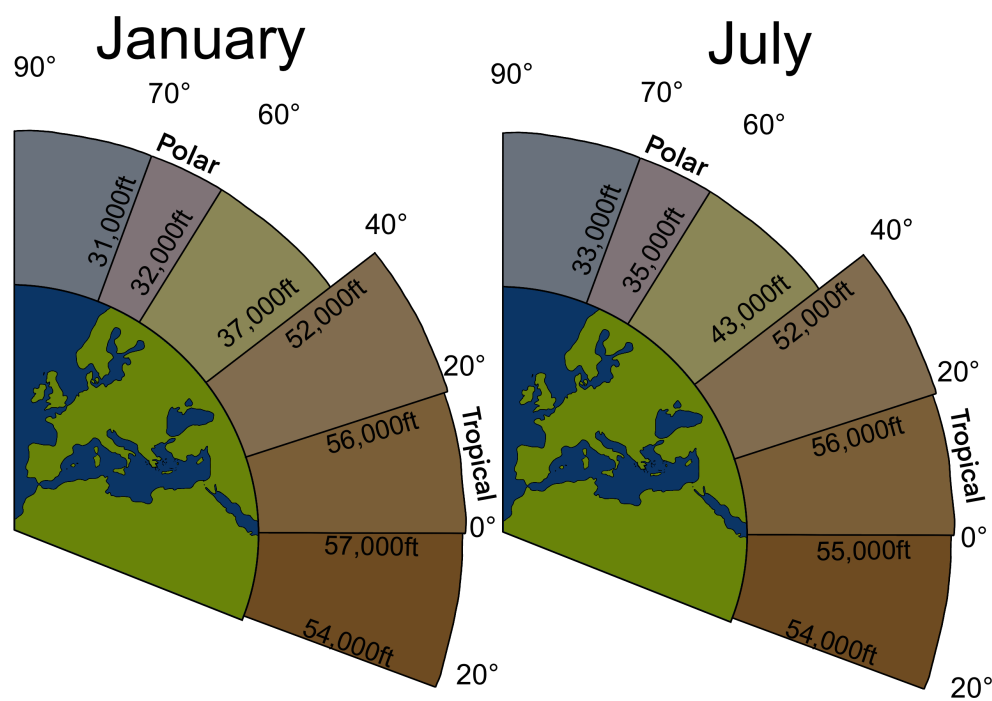 January
90°
70°
60°
Polar
40°
31,000ft
32,000ft
37,000ft
52,000ft
20°
56,000ft
Tropical
0°
57,000ft
54,000ft
20°
July
90°
70°
60°
Polar
40°
33,000ft
35,000ft
43,000ft
52,000ft
20°
56,000ft
Tropical
0°
55,000ft
54,000ft
20°